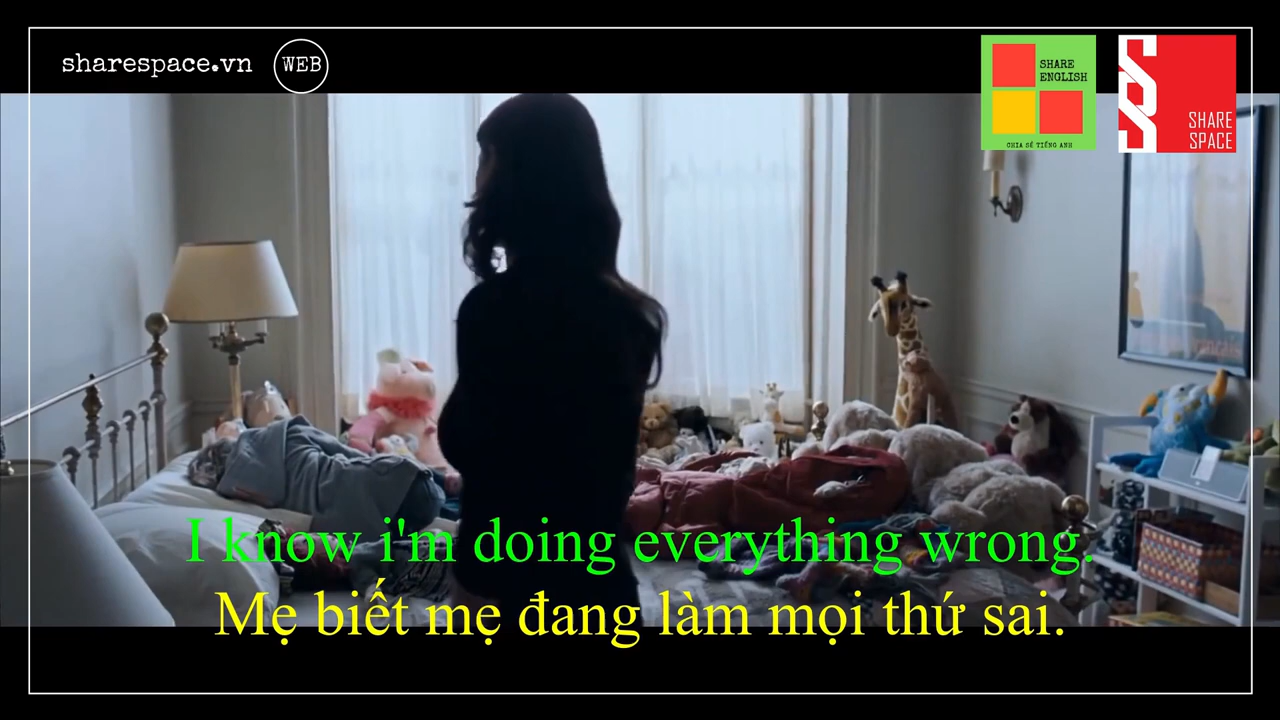 sharespace.vn WEB
SHARE
ENGLISH
CHIA SẺ TIẾNG ANH
SHARE
SPACE
I know i'm doing everything wrong.
Mẹ biết mẹ đang làm mọi thứ sai.